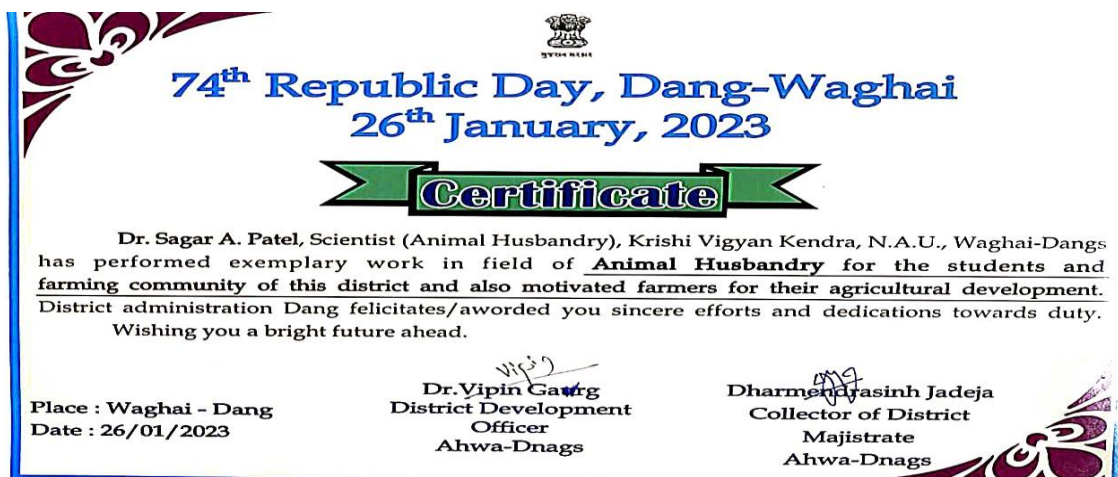 ગુજરાત સરકાર
74th Republic Day, Dang-Waghai
26th January, 2023
Certificate
Dr. Sagar A. Patel, Scientist (Animal Husbandry), Krishi Vigyan Kendra, N.A.U., Waghai-Dangs
has performed exemplary work in field of Animal Husbandry for the students and
farming community of this district and also motivated farmers for their agricultural development.
District administration Dang felicitates/aworded you sincere efforts and dedications towards duty.
Wishing you a bright future ahead.
Place : Waghai - Dang
Date : 26/01/2023
Vipin
Dr.Vipin Gaurg
District Development
Officer
Ahwa-Dnags
Dharmendrasinh Jadeja
Collector of District
Majistrate
Ahwa-Dnags